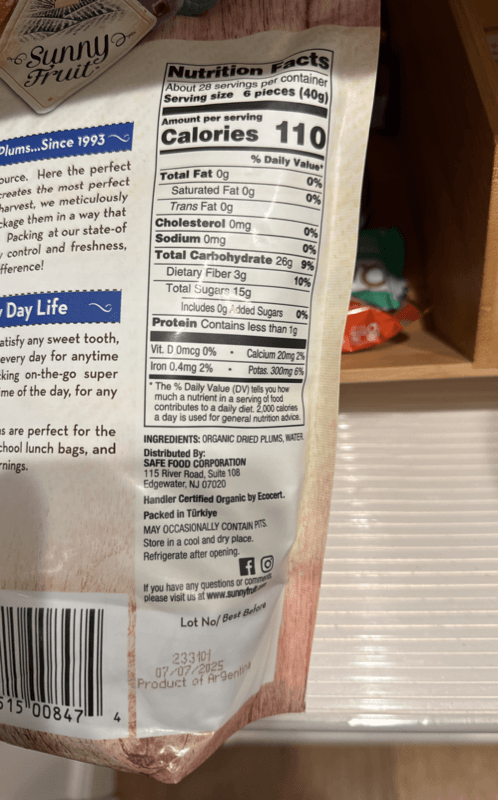 Sunny
Fruit
Plums...Since 1993
Here the perfect
creates the most perfect
harvest, we meticulously
them in a way that
Packing at our state-of
control and freshness,
Day Life
any sweet tooth,
every day for anytime
on-the-go super
of the day, for any
are perfect for the
lunch bags, and
Nutrition Facts
About 28 servings per container
Serving size 6 pieces (40g)
Amount per serving
Calories 110
% Daily Value*
Total Fat 0g 0%
Saturated Fat 0g 0%
Trans Fat 0g
Cholesterol 0mg 0%
Sodium 0mg 0%
Total Carbohydrate 26g 9%
Dietary Fiber 3g 10%
Total Sugars 15g
Includes 0g Added Sugars 0%
Protein Contains less than 1g
Vit. D 0mcg 0% • Calcium 20mg 2%
Iron 0.4mg 2% • Potas. 300mg 6%
* The % Daily Value (DV) tells you how
much a nutrient in a serving of food
contributes to a daily diet. 2,000 calories
a day is used for general nutrition advice.
INGREDIENTS: ORGANIC DRIED PLUMS, WATER.
Distributed By:
SAFE FOOD CORPORATION
115 River Road, Suite 108
Edgewater, NJ 07020
Handler Certified Organic by Ecocert.
Packed in Türkiye
MAY OCCASIONALLY CONTAIN PITS.
Store in a cool and dry place.
Refrigerate after opening.
If you have any questions or comments
please visit us at
Lot No/ Best Before
233101
07/07/2025
Product of Argentina
515 00847 4